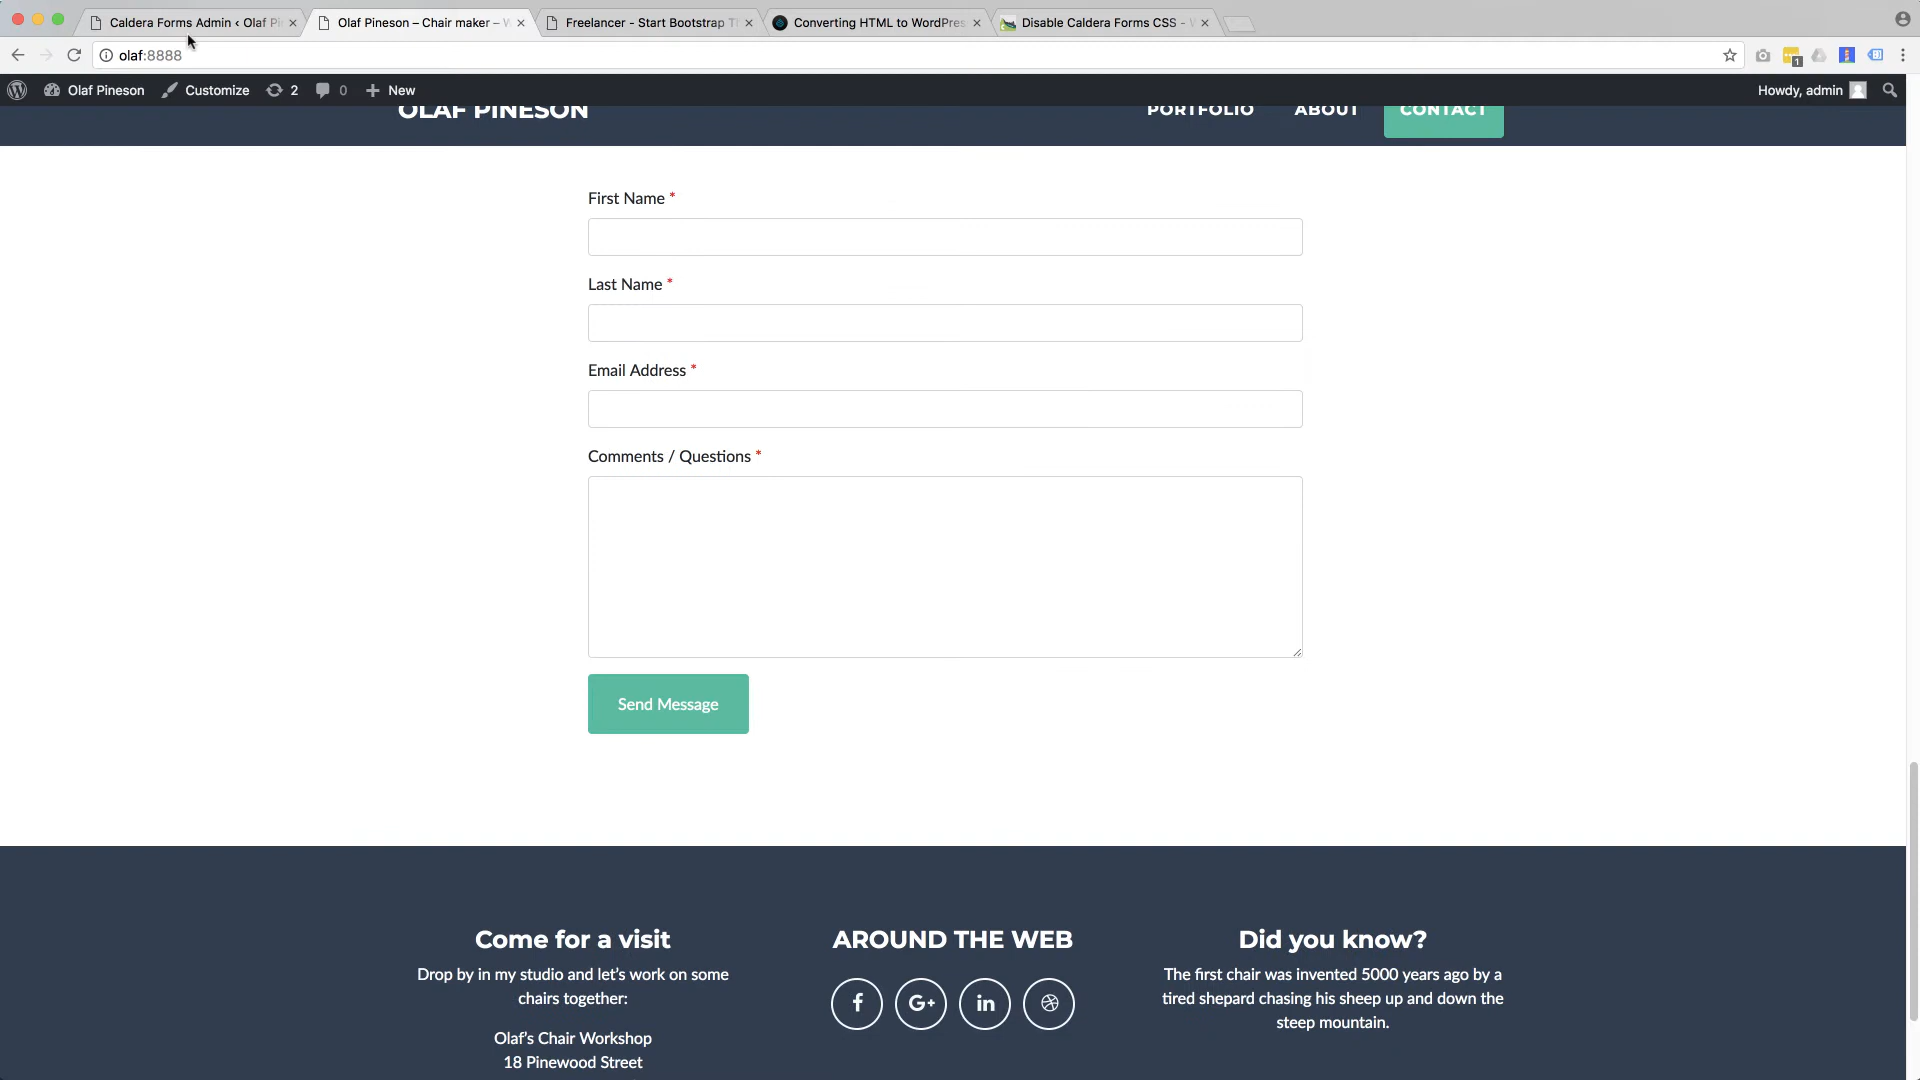 Caldera Forms Admin ‹ Olaf Pi
Olaf Pineson – Chair maker – W
Freelancer - Start Bootstrap Th
Converting HTML to WordPres
Disable Caldera Forms CSS - W
olaf:8888
1
Olaf Pineson
Customize
2
0
New
Howdy, admin
OLAF PINESON
PORTFOLIO
ABOUT
CONTACT
First Name *
Last Name *
Email Address *
Comments / Questions *
Send Message
Come for a visit
Drop by in my studio and let's work on some
chairs together:
Olaf's Chair Workshop
18 Pinewood Street
AROUND THE WEB
f
G+
in
Did you know?
The first chair was invented 5000 years ago by a
tired shepard chasing his sheep up and down the
steep mountain.